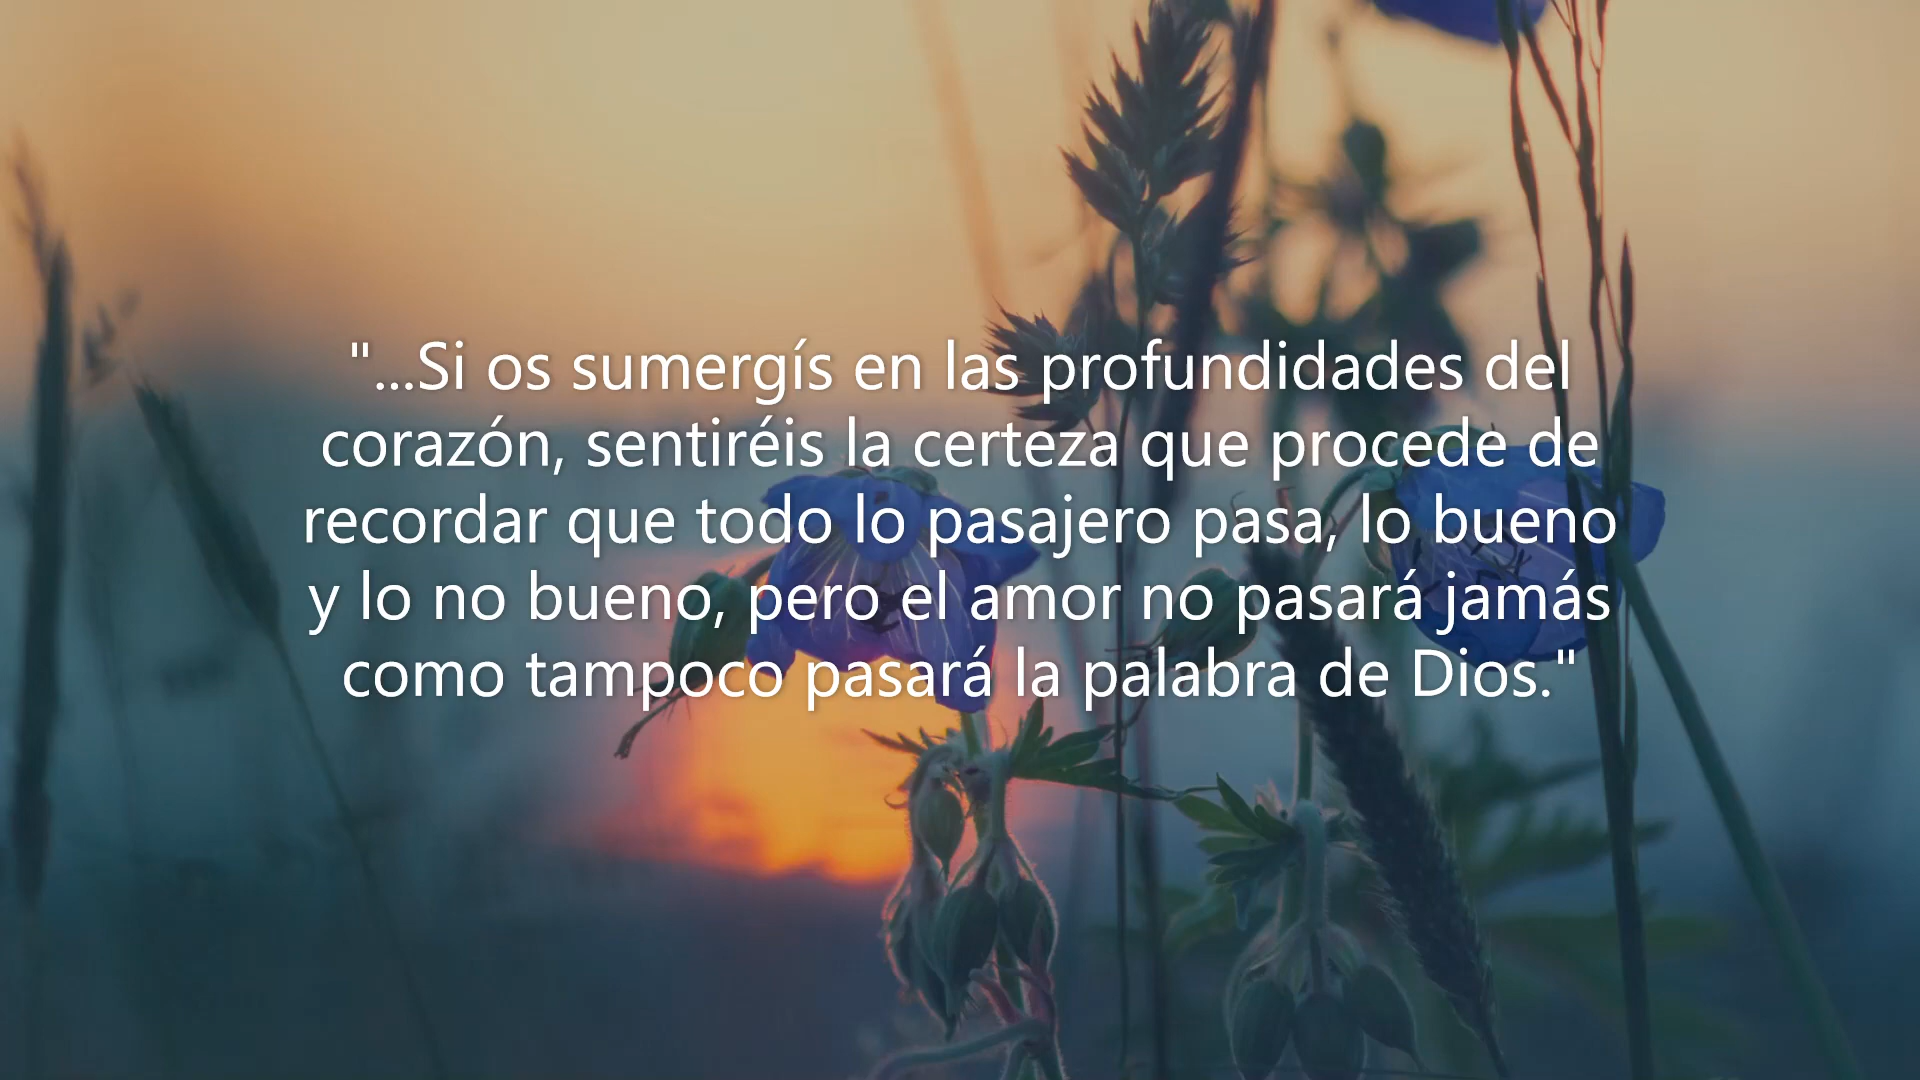 "...Si os sumergís en las profundidades del
corazón, sentiréis la certeza que procede de
recordar que todo lo pasajero pasa, lo bueno
y lo no bueno, pero el amor no pasará jamás
como tampoco pasará la palabra de Dios."